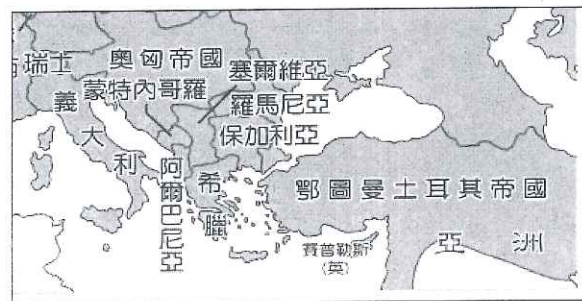 瑞士
奧匈帝國
塞爾維亞
蒙特內哥羅
羅馬尼亞
保加利亞
義大利
阿爾巴尼亞
希臘
鄂圖曼土耳其帝國
賽普勒斯
(英)
亞洲